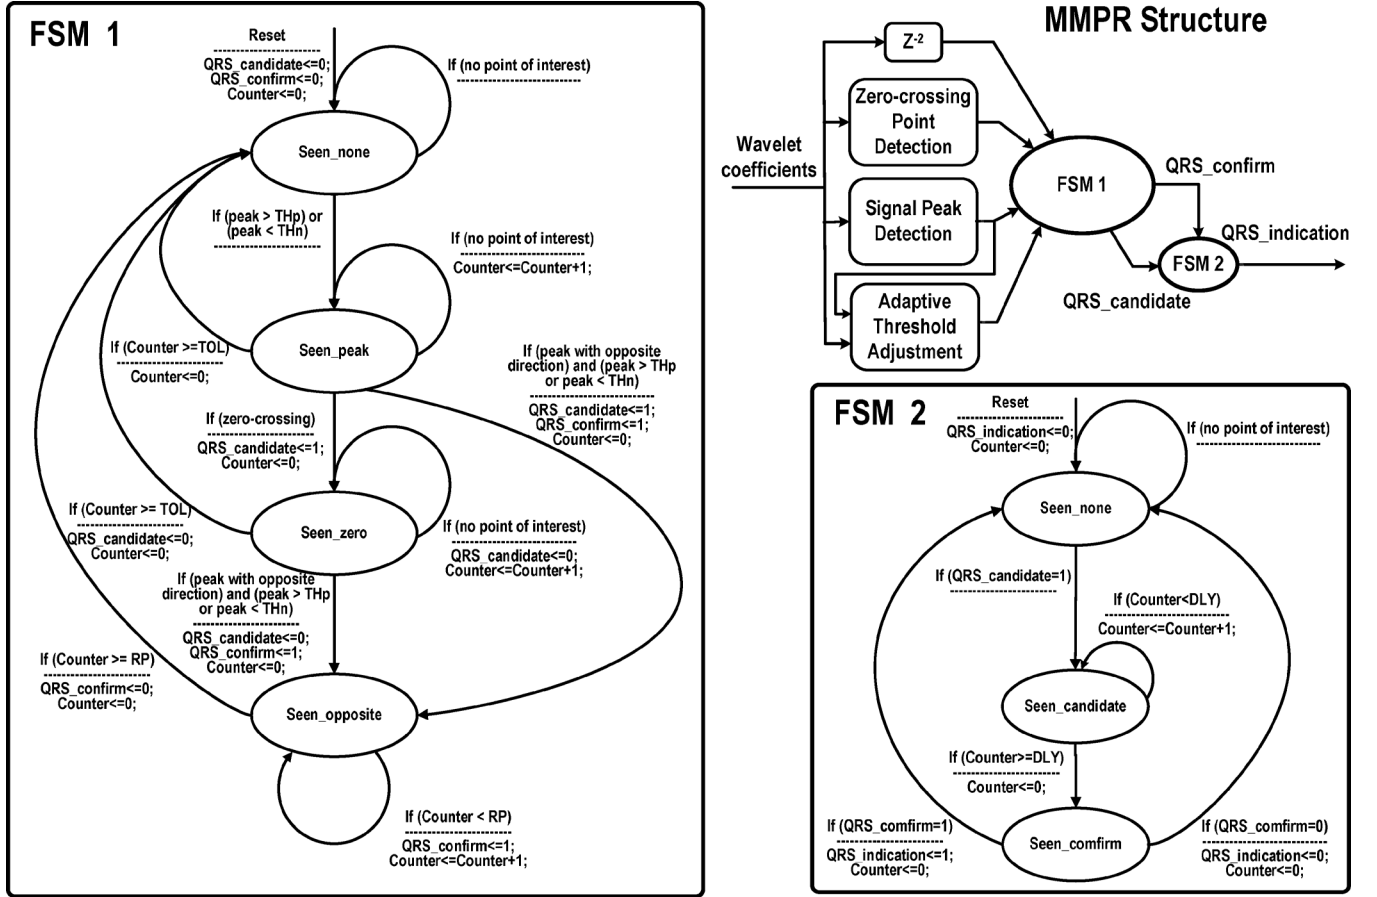 FSM 1
Reset
QRS_candidate<=0;
QRS_confirm<=0;
Counter<=0;
If (no point of interest)
Seen_none
If (peak > THp) or
(peak < THn)
If (no point of interest)
Counter<=Counter+1;
Seen_peak
If (Counter >=TOL)
Counter<=0;
If (peak with opposite
direction) and (peak > THp
or peak < THn)
QRS_candidate<=1;
QRS_confirm<=1;
Counter<=0;
If (zero-crossing)
QRS_candidate<=1;
Counter<=0;
Seen_zero
If (Counter >= TOL)
QRS_candidate<=0;
Counter<=0;
If (no point of interest)
QRS_candidate<=0;
Counter<=Counter+1;
If (peak with opposite
direction) and (peak > THp
or peak < THn)
QRS_candidate<=0;
QRS_confirm<=1;
Counter<=0;
If (Counter >= RP)
QRS_confirm<=0;
Counter<=0;
Seen_opposite
If (Counter < RP)
QRS_confirm<=1;
Counter<=Counter+1;
MMPR Structure
Z-2
Zero-crossing
Point
Detection
Wavelet
coefficients
Signal Peak
Detection
Adaptive
Threshold
Adjustment
FSM 1
QRS_confirm
QRS_indication
FSM 2
QRS_candidate
FSM 2
Reset
QRS_indication<=0;
Counter<=0;
If (no point of interest)
Seen_none
If (QRS_candidate=1)
If (Counter<DLY)
Counter<=Counter+1;
Seen_candidate
If (Counter>=DLY)
Counter<=0;
Seen_comfirm
If (QRS_comfirm=1)
QRS_indication<=1;
Counter<=0;
If (QRS_comfirm=0)
QRS_indication<=0;
Counter<=0;